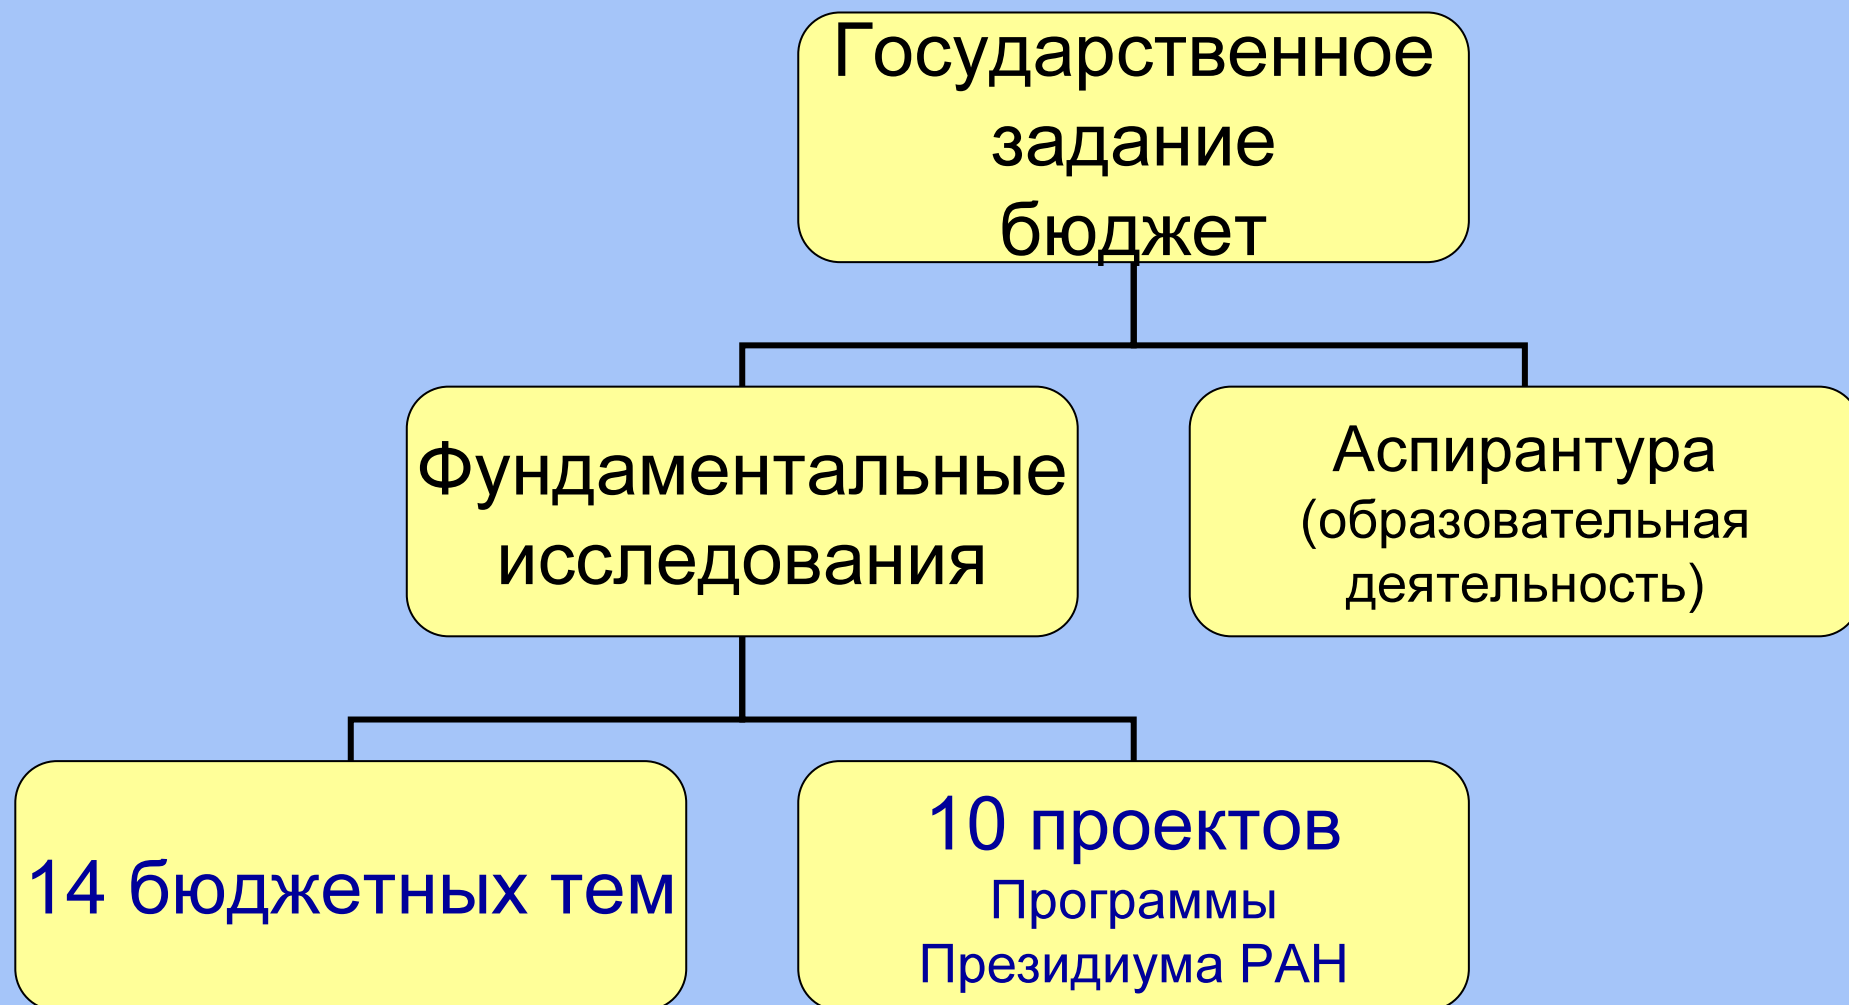 Государственное
задание
бюджет
Фундаментальные
исследования
Аспирантура
(образовательная
деятельность)
14 бюджетных тем
10 проектов
Программы
Президиума РАН